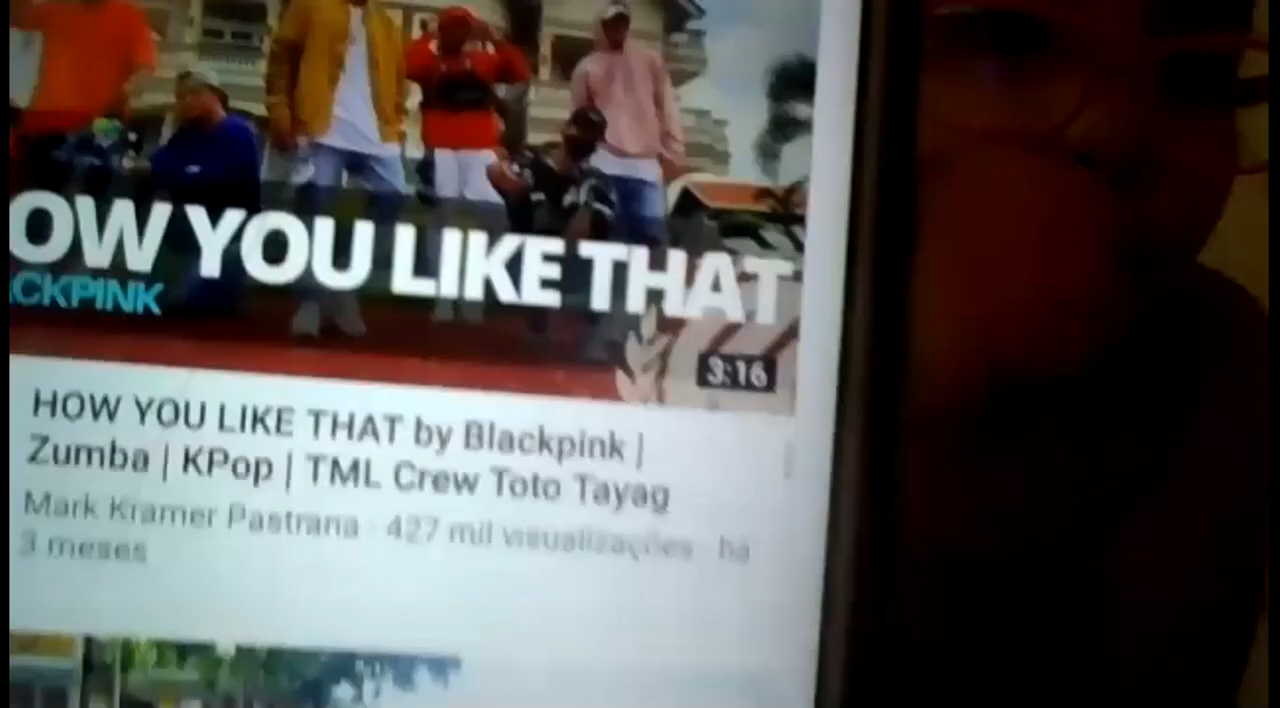 OW YOU LIKE THAT
CKPINK
3:16
HOW YOU LIKE THAT by Blackpink |
Zumba | KPop | TML Crew Toto Tayag
Mark Kramer Pastrana · 427 mil visualizações · há
3 meses